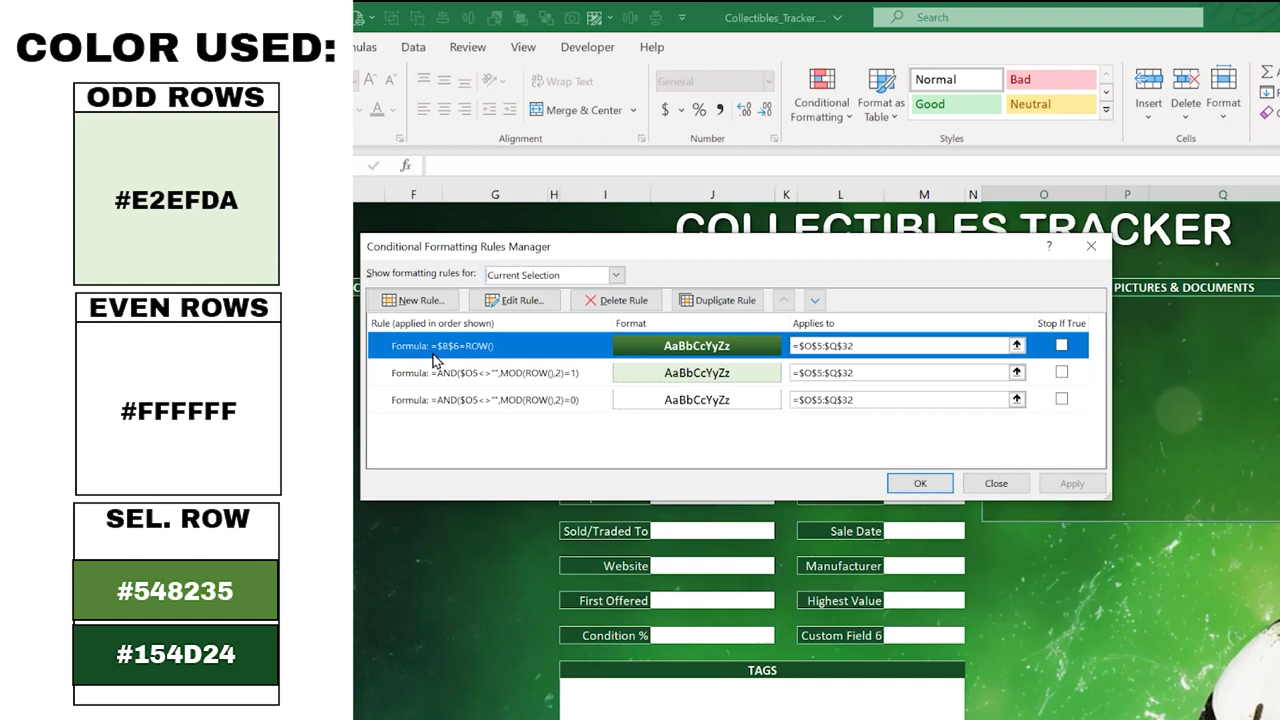 COLOR USED:
ODD ROWS
#E2EFDA
EVEN ROWS
#FFFFFF
SEL. ROW
#548235
#154D24
Collectibles_Tracker....
Search
Data Review View Developer Help
Wrap Text
General
Merge & Center
$ % 9
Conditional Formatting
Format as Table
Normal
Bad
Good
Neutral
Insert
Delete
Format
Alignment
Number
Styles
Cells
fx
F G H I J K L M N O P Q
COLLECTIBLES TRACKER
PICTURES & DOCUMENTS
Conditional Formatting Rules Manager
? ×
Show formatting rules for: Current Selection
New Rule... Edit Rule... Delete Rule Duplicate Rule
Rule (applied in order shown) Format Applies to Stop If True
Formula: =$B$6=ROW() AaBbCcYyZz =$O$5:$Q$32
Formula: =AND($O5<>"",MOD(ROW(),2)=1) AaBbCcYyZz =$O$5:$Q$32
Formula: =AND($O5<>"",MOD(ROW(),2)=0) AaBbCcYyZz =$O$5:$Q$32
OK Close Apply
Sold/Traded To Sale Date
Website Manufacturer
First Offered Highest Value
Condition % Custom Field 6
TAGS